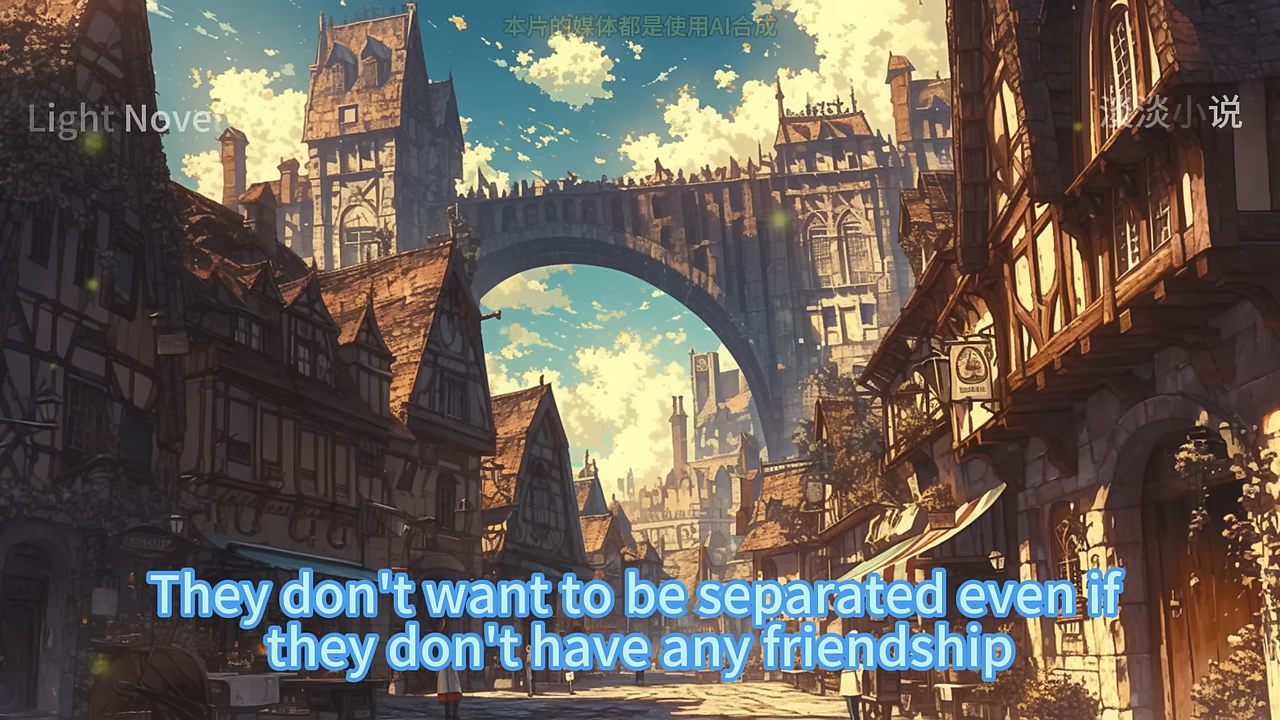 本片的媒体都是使用AI合成
Light Nove
淡淡小说
They don't want to be separated even if
they don't have any friendship